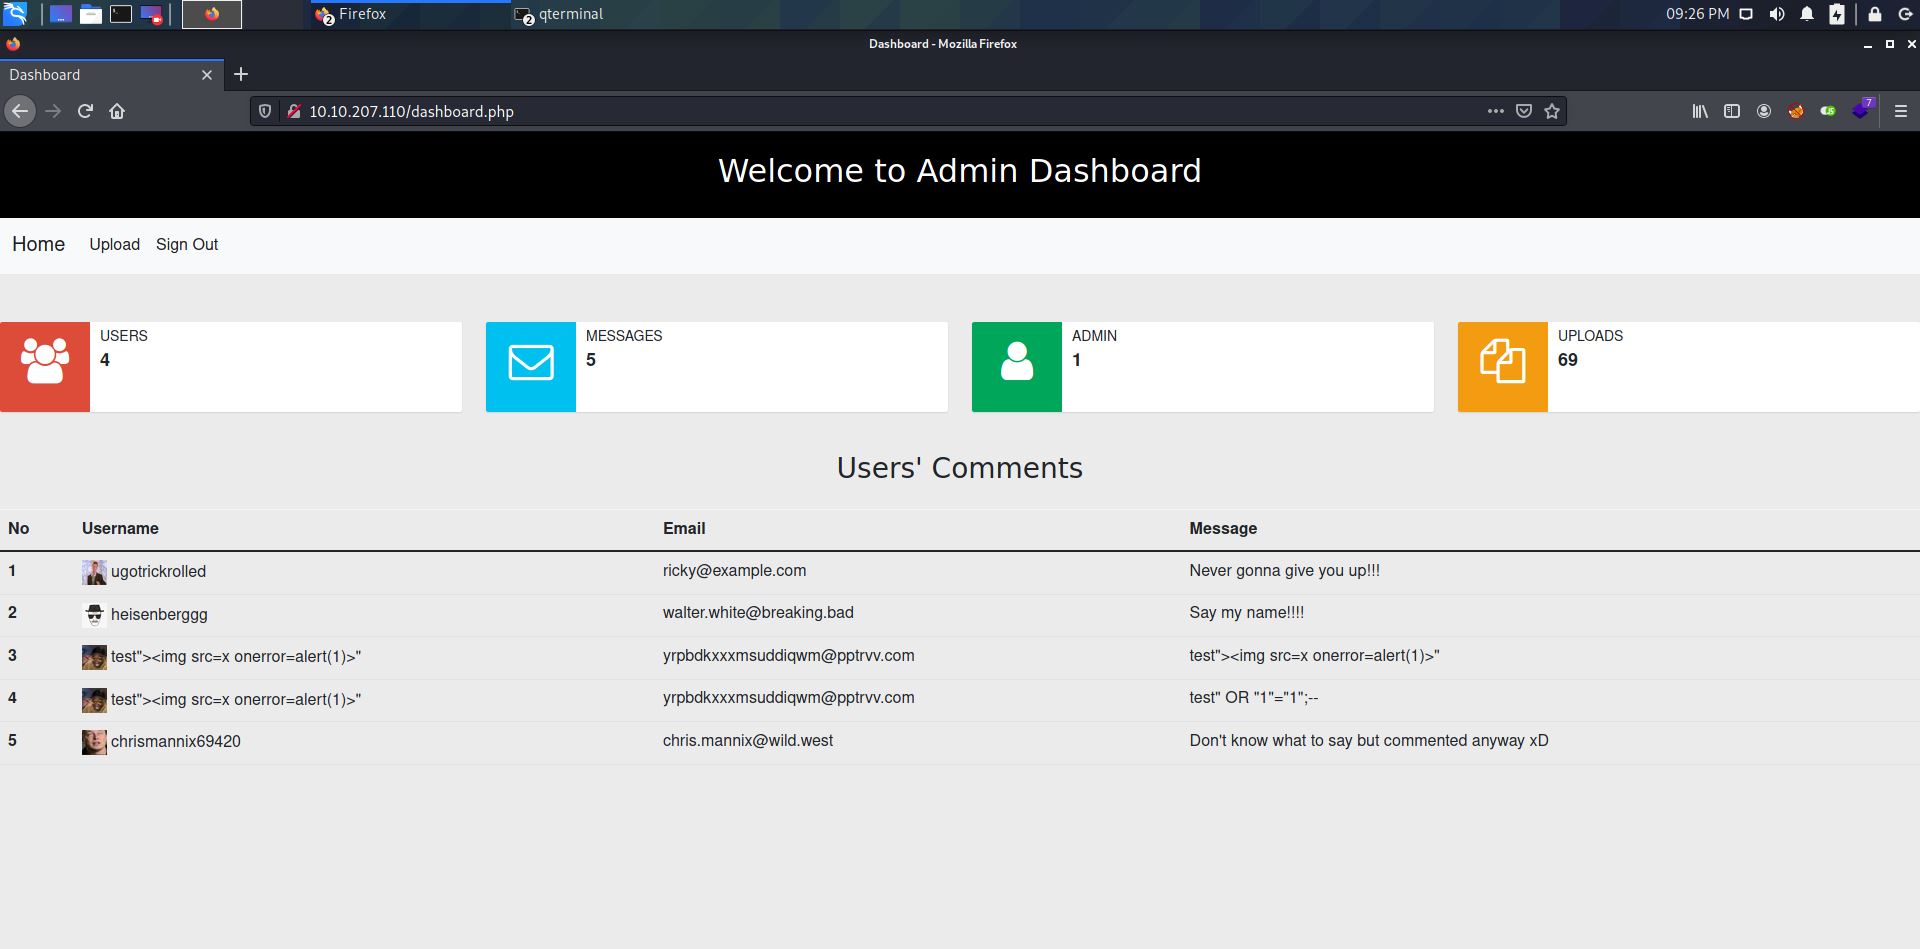 2 Firefox 2 qterminal 09:26 PM
Dashboard - Mozilla Firefox
Dashboard
10.10.207.110/dashboard.php 7
Welcome to Admin Dashboard
Home Upload Sign Out
USERS MESSAGES ADMIN UPLOADS
4 5 1 69
Users' Comments
No Username Email Message
1 ugotrickrolled ricky@example.com Never gonna give you up!!!
2 heisenberggg walter.white@breaking.bad Say my name!!!!
3 test"><img src=x onerror=alert(1)>" yrpbdkxxxmsuddiqwm@pptrvv.com test"><img src=x onerror=alert(1)>"
4 test"><img src=x onerror=alert(1)>" yrpbdkxxxmsuddiqwm@pptrvv.com test" OR "1"="1";--
5 chrismannix69420 chris.mannix@wild.west Don't know what to say but commented anyway xD